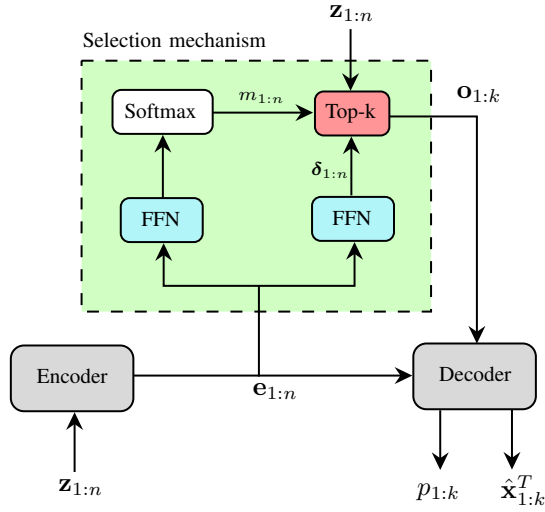 𝐳₁:ₙ
Selection mechanism
Softmax
m₁:ₙ
Top-k
𝐨₁:ₖ
𝜹₁:ₙ
FFN
FFN
Encoder
Decoder
𝐞₁:ₙ
𝐳₁:ₙ
p₁:ₖ
𝐱̂ᵀ₁:ₖ